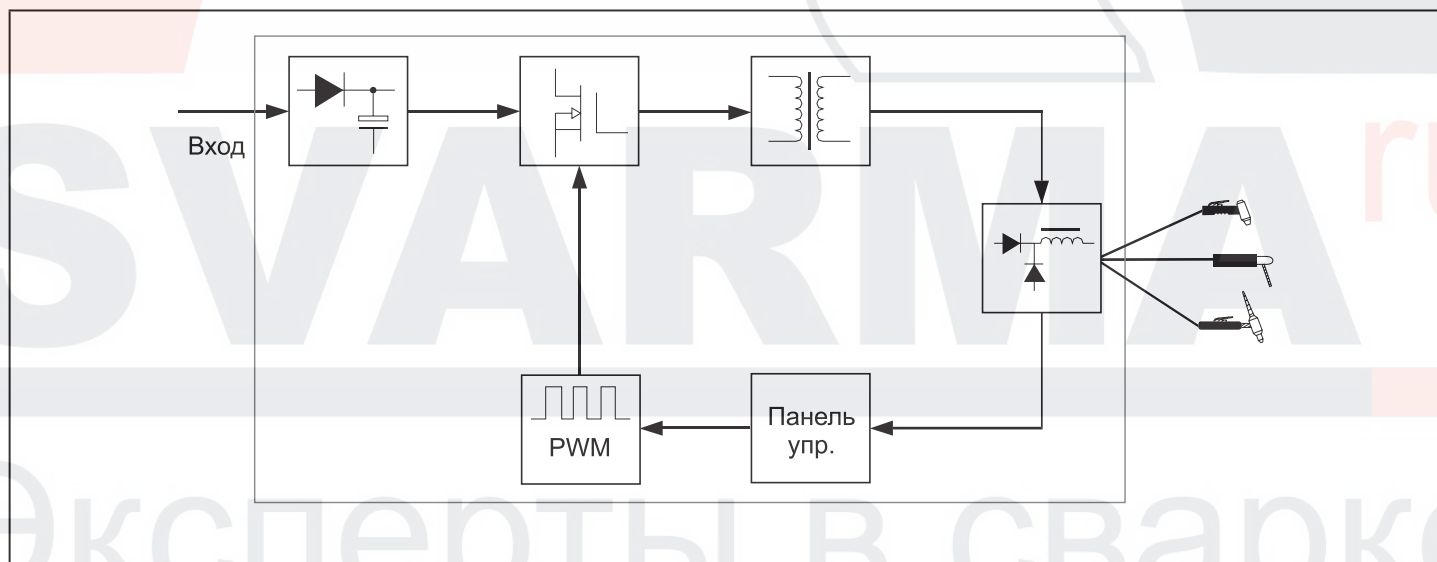 SVARMA
ru
Вход
PWM
Панель
упр.
Эксперты в сварке